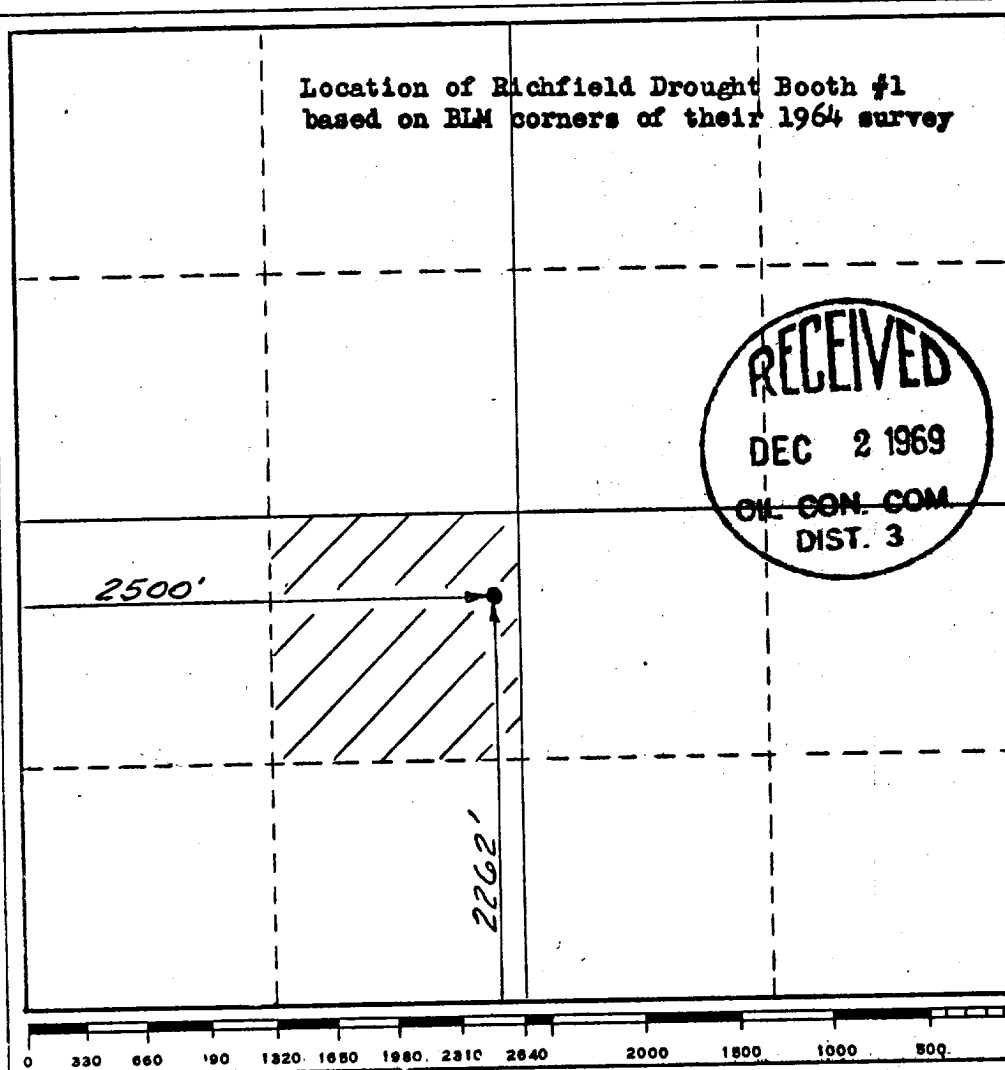 Location of Richfield Drought Booth #1
based on BLM corners of their 1964 survey
RECEIVED
DEC 2 1969
OIL CON. COM.
DIST. 3
2500'
2262'
0 330 660 190 1320. 1650 1980. 2310 2640 2000 1500 1000 500.